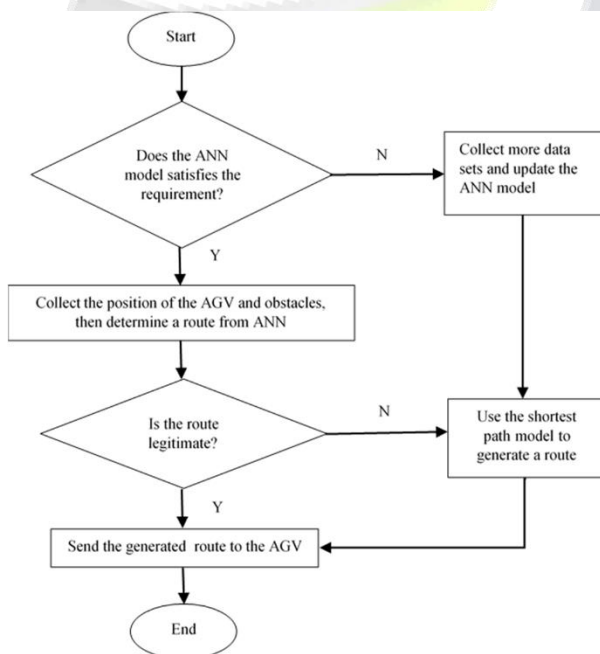 Start
Does the ANN
model satisfies the
requirement?
N
Collect more data
sets and update the
ANN model
Y
Collect the position of the AGV and obstacles,
then determine a route from ANN
Is the route
legitimate?
N
Use the shortest
path model to
generate a route
Y
Send the generated route to the AGV
End